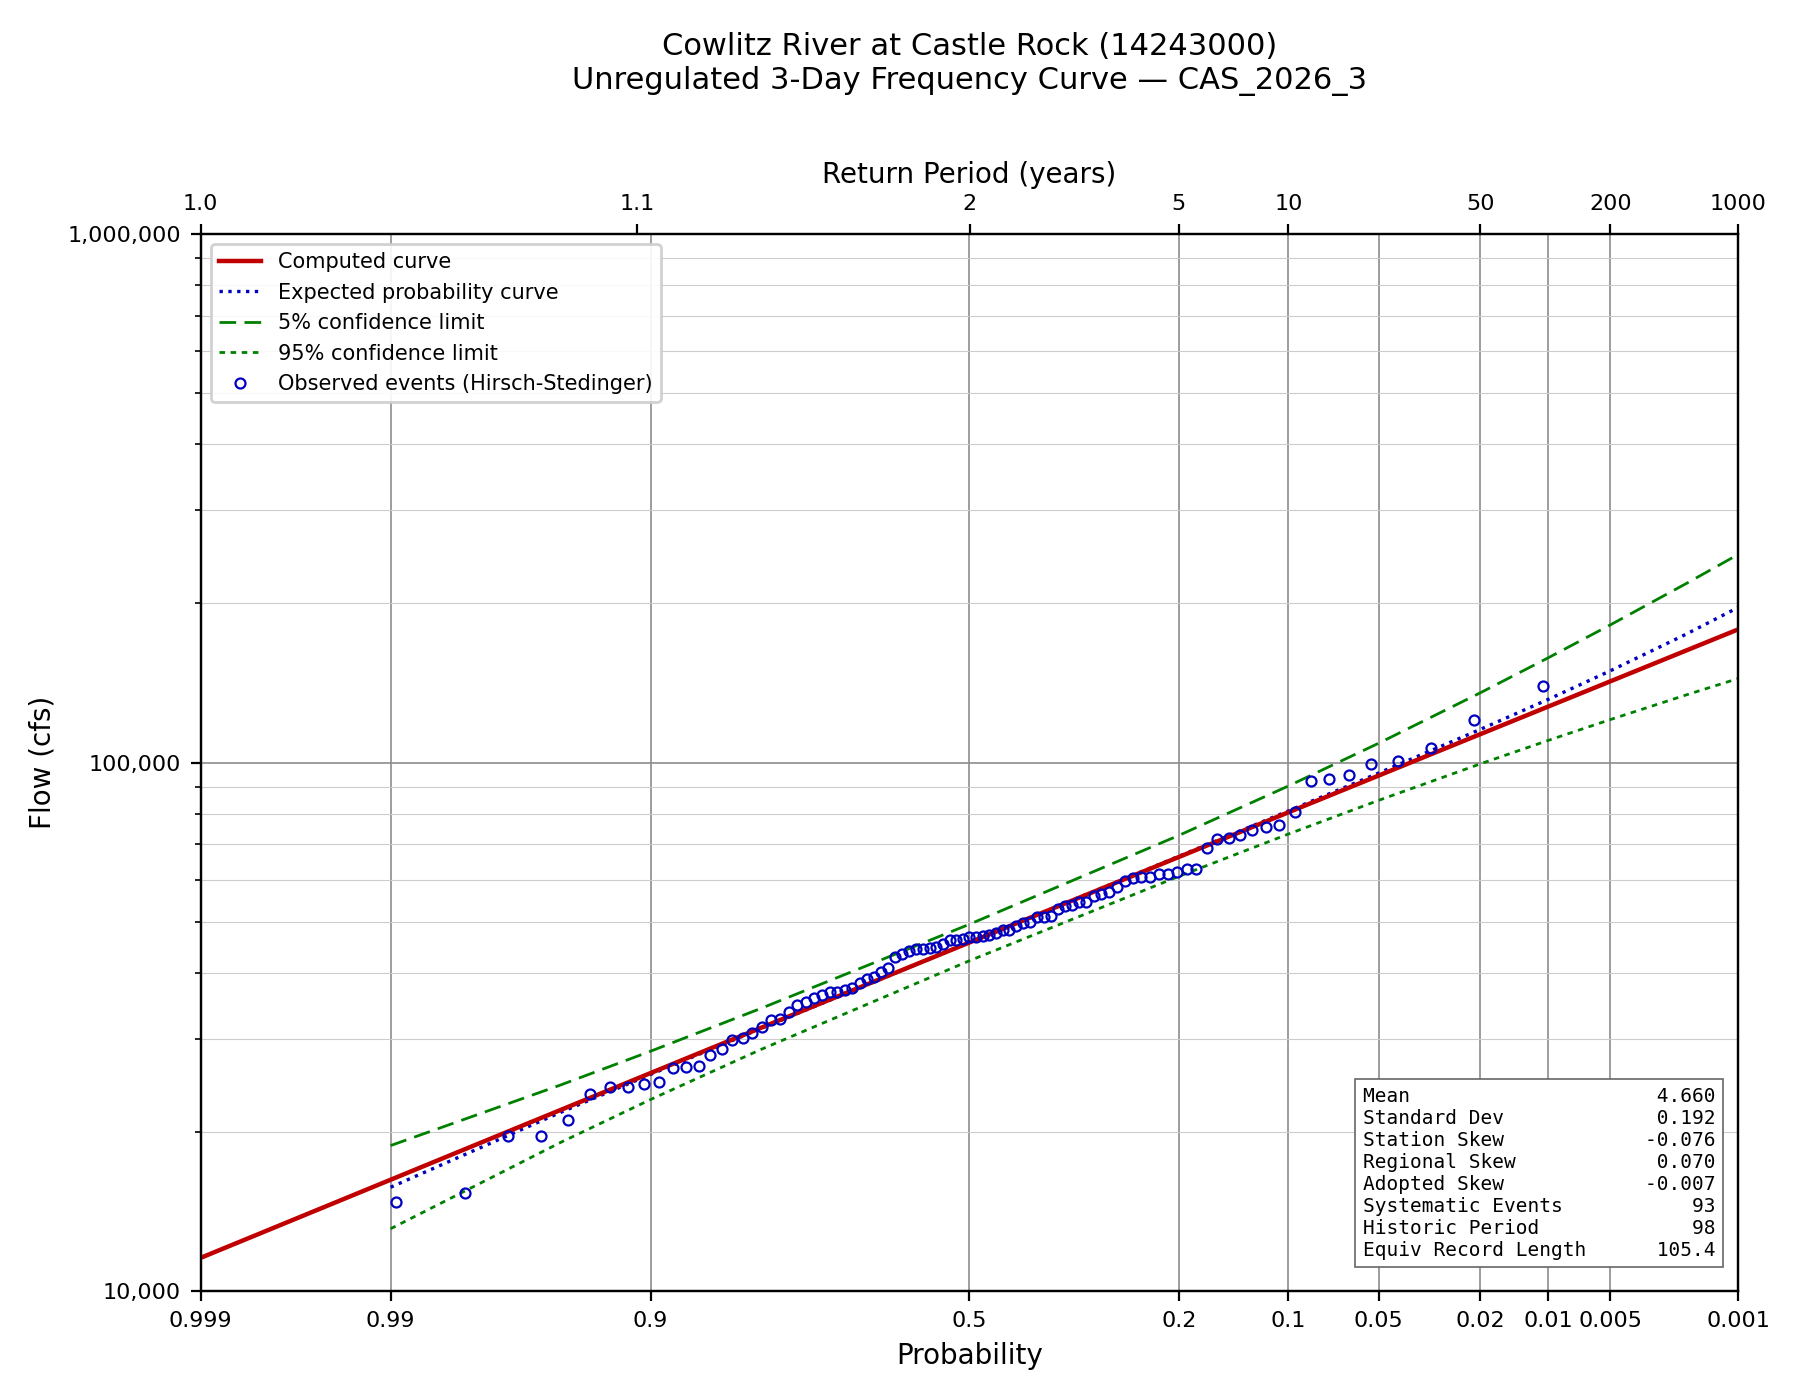 Cowlitz River at Castle Rock (14243000)
Unregulated 3-Day Frequency Curve — CAS_2026_3
Return Period (years)
1.0 1.1 2 5 10 50 200 1000
1,000,000
Computed curve
Expected probability curve
5% confidence limit
95% confidence limit
Observed events (Hirsch-Stedinger)
Flow (cfs)
100,000
Mean 4.660
Standard Dev 0.192
Station Skew -0.076
Regional Skew 0.070
Adopted Skew -0.007
Systematic Events 93
Historic Period 98
Equiv Record Length 105.4
10,000
0.999 0.99 0.9 0.5 0.2 0.1 0.05 0.02 0.01 0.005 0.001
Probability